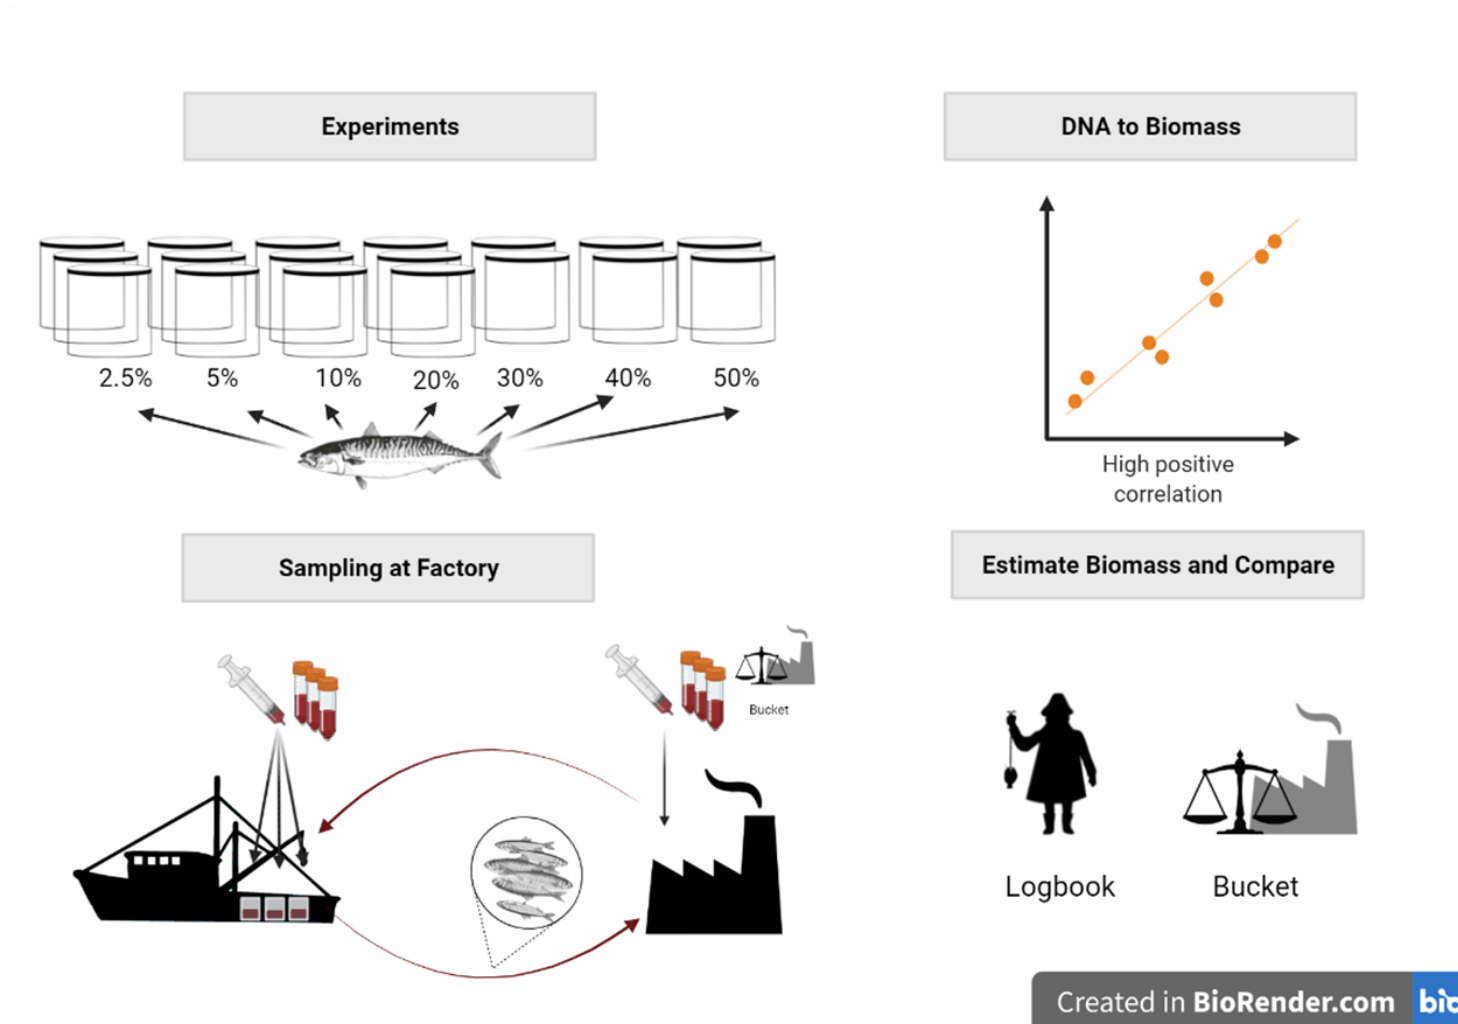 Experiments
DNA to Biomass
2.5% 5% 10% 20% 30% 40% 50%
High positive
correlation
Sampling at Factory
Estimate Biomass and Compare
Bucket
Logbook
Bucket
Created in BioRender.com